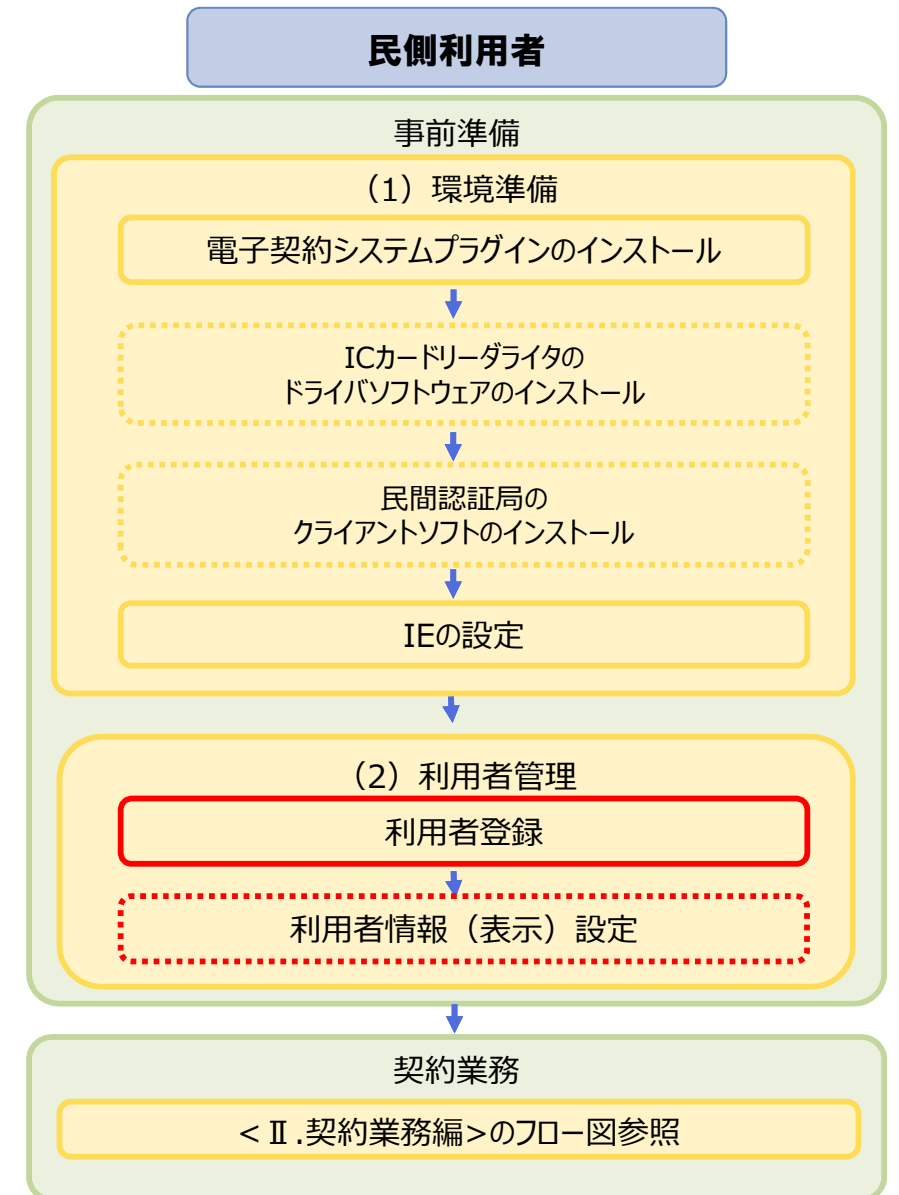 民側利用者
事前準備
（1）環境準備
電子契約システムプラグインのインストール
ICカードリーダライタの
ドライバソフトウェアのインストール
民間認証局の
クライアントソフトのインストール
IEの設定
（2）利用者管理
利用者登録
利用者情報（表示）設定
契約業務
<Ⅱ.契約業務編>のフロー図参照